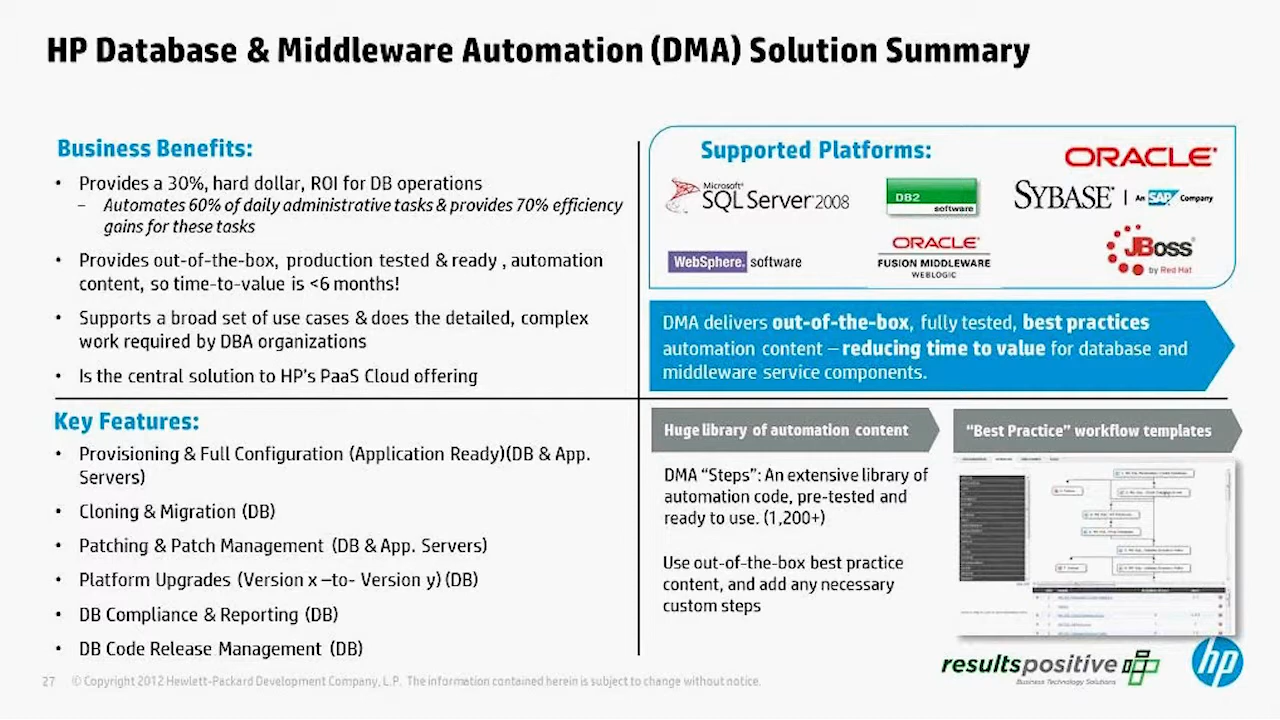 HP Database & Middleware Automation (DMA) Solution Summary
Business Benefits:
• Provides a 30%, hard dollar, ROI for DB operations
– Automates 60% of daily administrative tasks & provides 70% efficiency
gains for these tasks
• Provides out-of-the-box, production tested & ready , automation
content, so time-to-value is <6 months!
• Supports a broad set of use cases & does the detailed, complex
work required by DBA organizations
• Is the central solution to HP's PaaS Cloud offering
Supported Platforms:
ORACLE
Microsoft
SQL Server 2008
DB2
software
SYBASE An SAP Company
WebSphere. software
ORACLE
FUSION MIDDLEWARE
WEBLOGIC
JBoss
by Red Hat
DMA delivers out-of-the-box, fully tested, best practices
automation content – reducing time to value for database and
middleware service components.
Key Features:
• Provisioning & Full Configuration (Application Ready)(DB & App.
Servers)
• Cloning & Migration (DB)
• Patching & Patch Management (DB & App. Servers)
• Platform Upgrades (Version x –to- Version y) (DB)
• DB Compliance & Reporting (DB)
• DB Code Release Management (DB)
Huge library of automation content
DMA "Steps": An extensive library of
automation code, pre-tested and
ready to use. (1,200+)
Use out-of-the-box best practice
content, and add any necessary
custom steps
"Best Practice" workflow templates
resultspositive
Business Technology Solutions
hp
27 © Copyright 2012 Hewlett-Packard Development Company, L.P. The information contained herein is subject to change without notice.